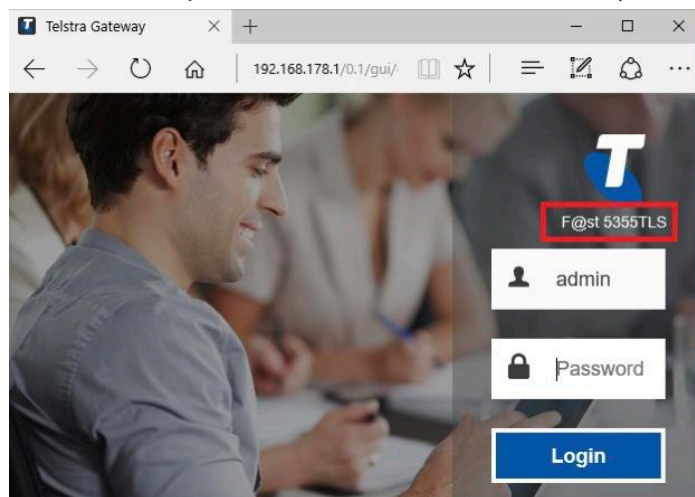 Telstra Gateway
192.168.178.1/0.1/gui/
T
F@st 5355TLS
admin
Password
Login